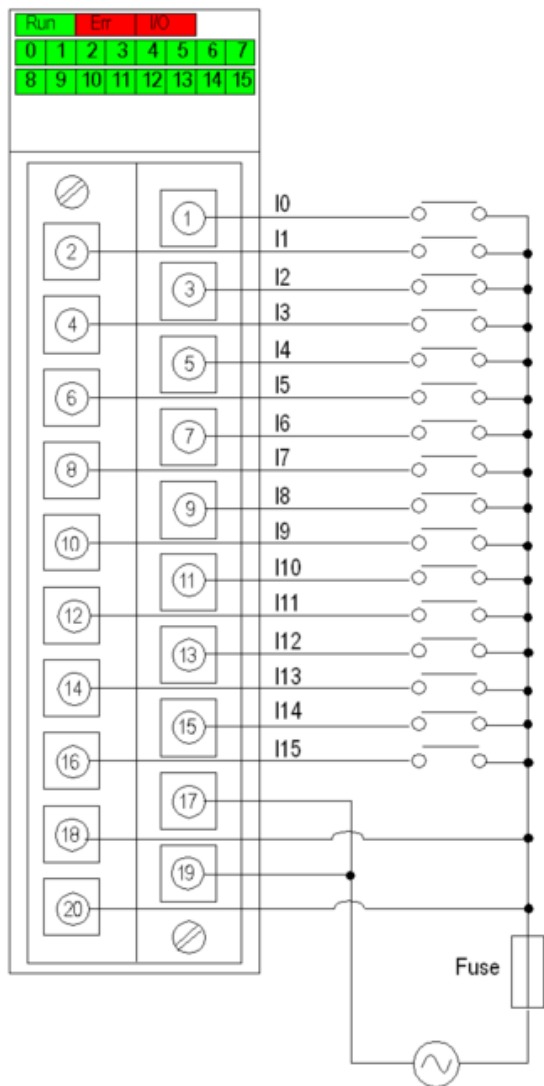 Run Err I/O
0 1 2 3 4 5 6 7
8 9 10 11 12 13 14 15
1 I0
2 I1
3 I2
4 I3
5 I4
6 I5
7 I6
8 I7
9 I8
10 I9
11 I10
12 I11
13 I12
14 I13
15 I14
16 I15
17
18
19
20
Fuse